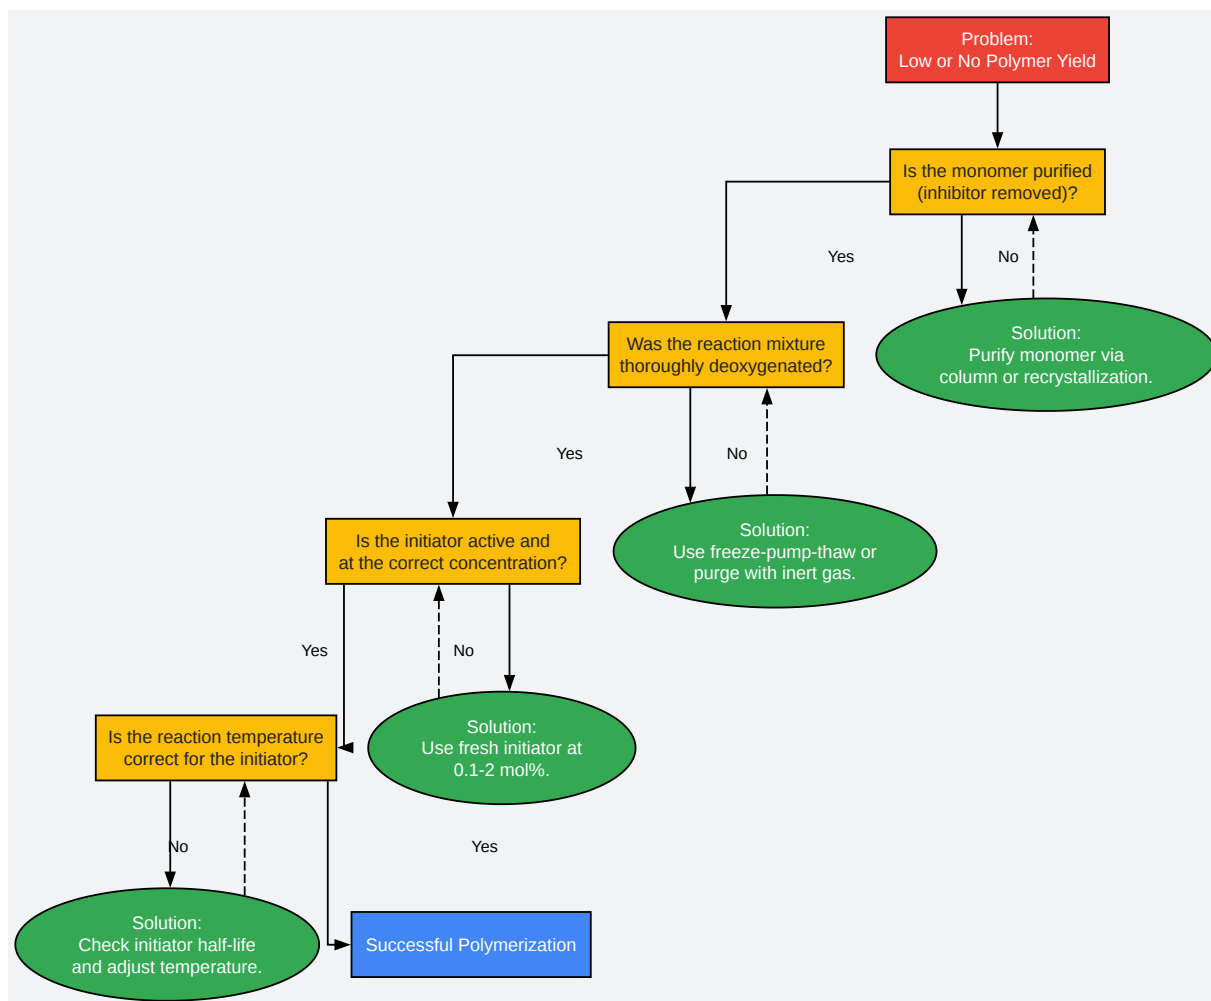 Problem:
Low or No Polymer Yield
Is the monomer purified
(inhibitor removed)?
Yes
No
Solution:
Purify monomer via
column or recrystallization.
Was the reaction mixture
thoroughly deoxygenated?
Yes
No
Solution:
Use freeze-pump-thaw or
purge with inert gas.
Is the initiator active and
at the correct concentration?
Yes
No
Solution:
Use fresh initiator at
0.1-2 mol%.
Is the reaction temperature
correct for the initiator?
No
Yes
Solution:
Check initiator half-life
and adjust temperature.
Successful Polymerization